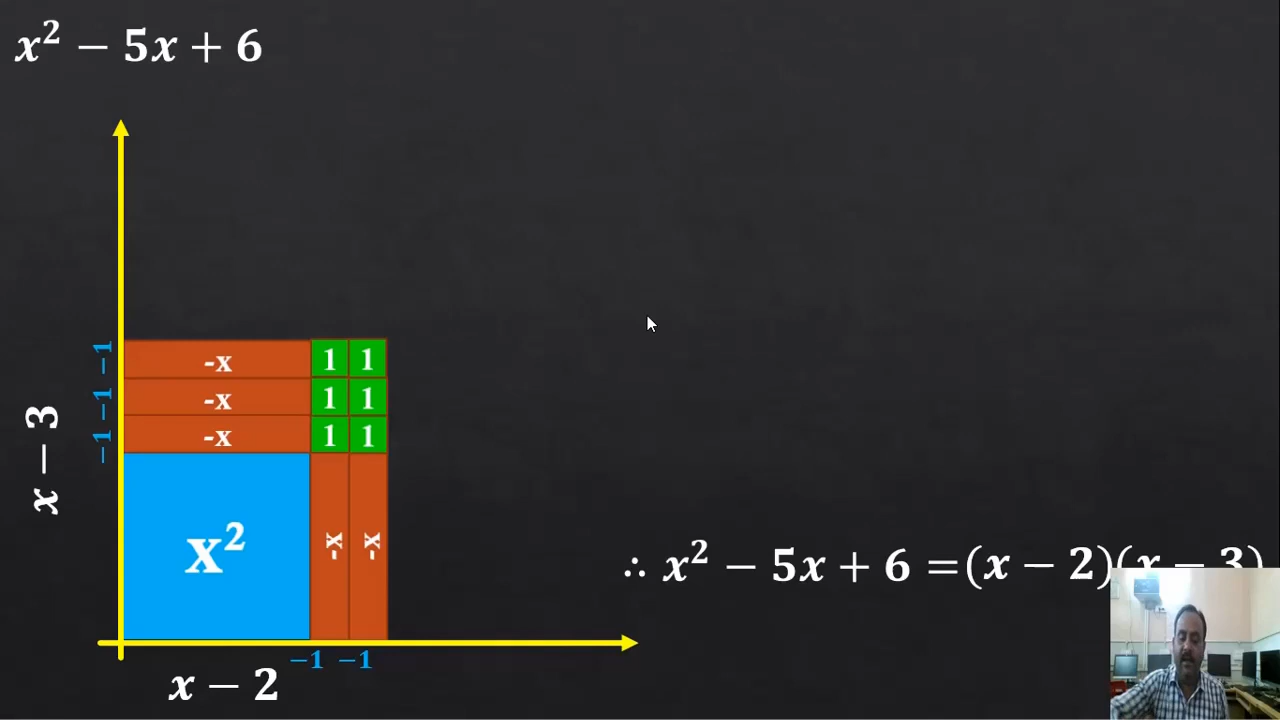 x² − 5x + 6
−1
-x 1 1
−1
-x 1 1
−1
-x 1 1
x − 3
x²
-x -x
∴ x² − 5x + 6 =(x − 2)(x − 3)
−1 −1
x − 2